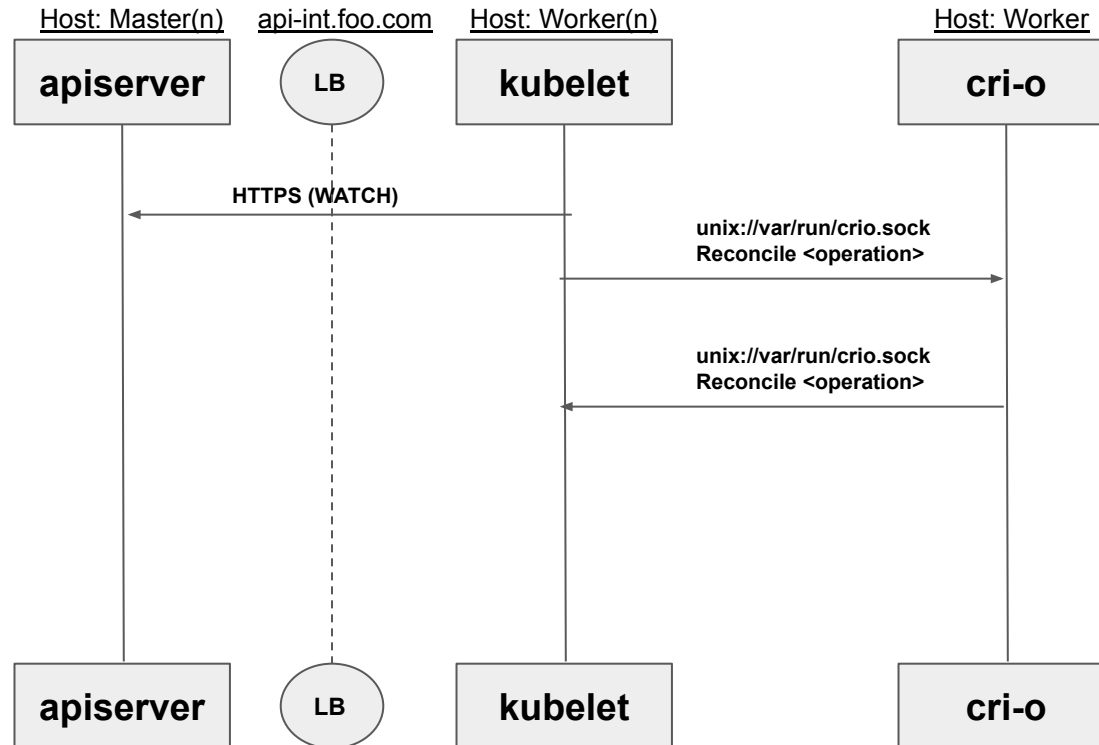 Host: Master(n)
api-int.foo.com
Host: Worker(n)
Host: Worker
apiserver
LB
kubelet
cri-o
HTTPS (WATCH)
unix://var/run/crio.sock
Reconcile <operation>
unix://var/run/crio.sock
Reconcile <operation>
apiserver
LB
kubelet
cri-o